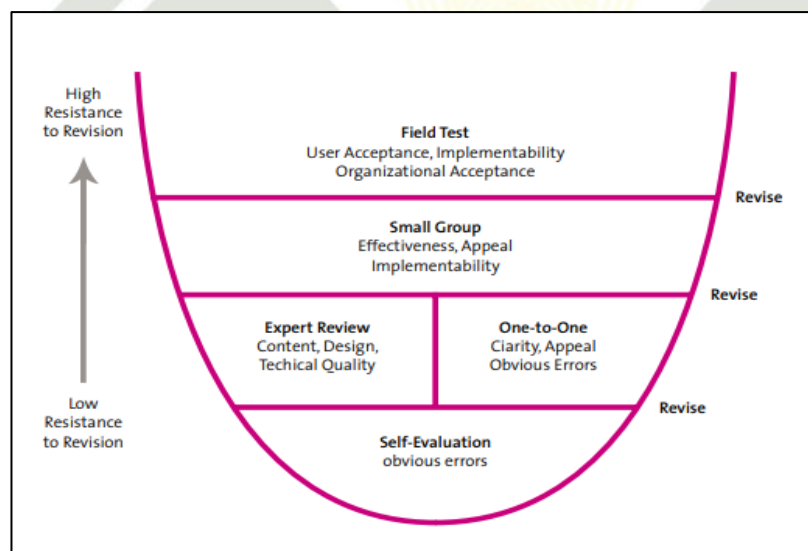 High
Resistance
to Revision
Field Test
User Acceptance, Implementability
Organizational Acceptance
Revise
Small Group
Effectiveness, Appeal
Implementability
Revise
Expert Review
Content, Design,
Techical Quality
One-to-One
Ciarity, Appeal
Obvious Errors
Revise
Low
Resistance
to Revision
Self-Evaluation
obvious errors